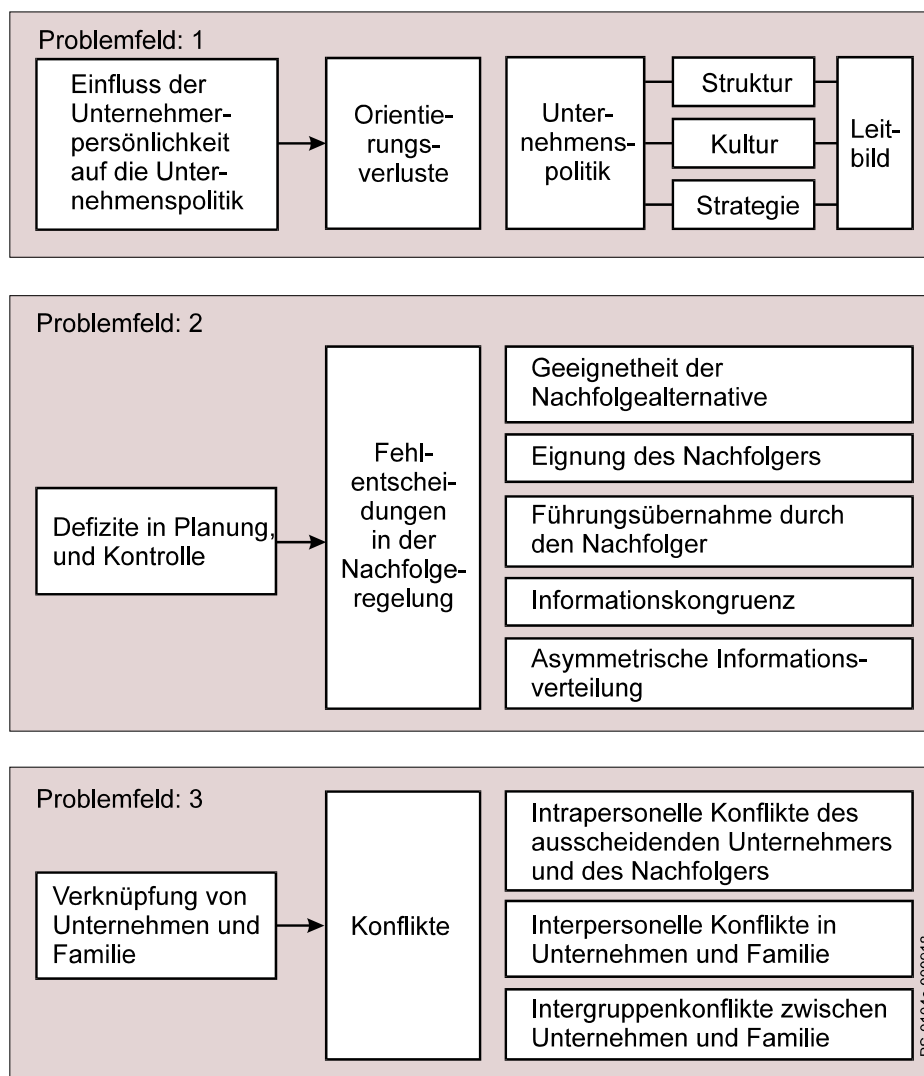 Problemfeld: 1
Einfluss der
Unternehmer-
persönlichkeit
auf die Unter-
nehmenspolitik
Orientie-
rungs-
verluste
Unter-
nehmens-
politik
Struktur
Kultur
Strategie
Leit-
bild
Problemfeld: 2
Defizite in Planung,
und Kontrolle
Fehl-
entschei-
dungen
in der
Nachfolge-
regelung
Geeignetheit der
Nachfolgealternative
Eignung des Nachfolgers
Führungsübernahme durch
den Nachfolger
Informationskongruenz
Asymmetrische Informations-
verteilung
Problemfeld: 3
Verknüpfung von
Unternehmen und
Familie
Konflikte
Intrapersonelle Konflikte des
ausscheidenden Unternehmers
und des Nachfolgers
Interpersonelle Konflikte in
Unternehmen und Familie
Intergruppenkonflikte zwischen
Unternehmen und Familie